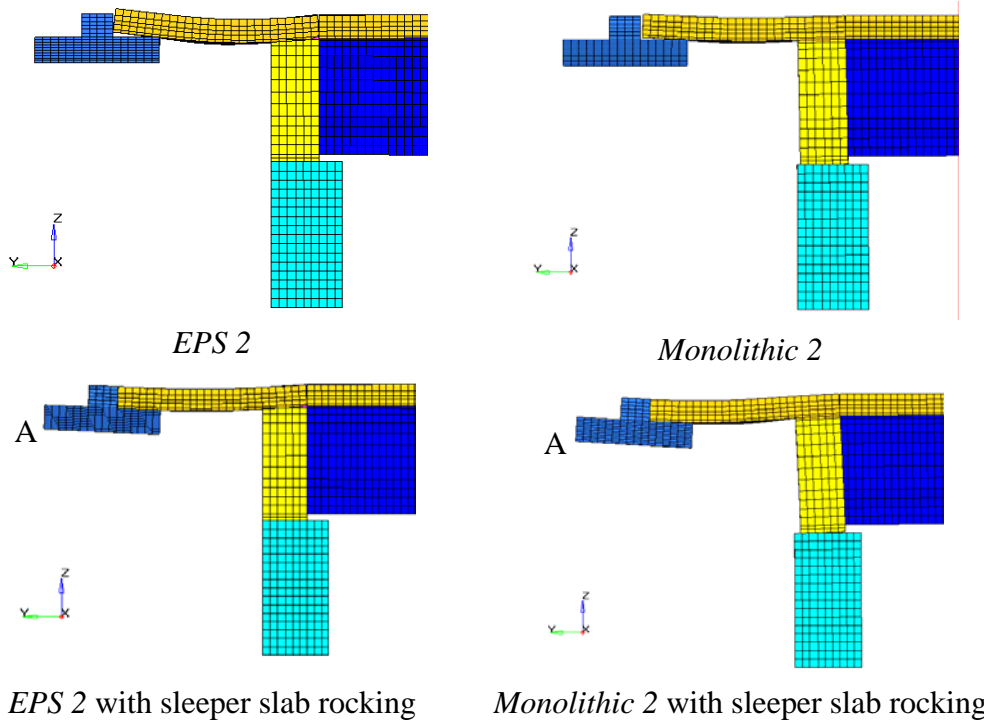 Z
Y
X
Z
Y
X
EPS 2
Monolithic 2
A
A
Z
Y
X
Z
Y
X
EPS 2 with sleeper slab rocking
Monolithic 2 with sleeper slab rocking